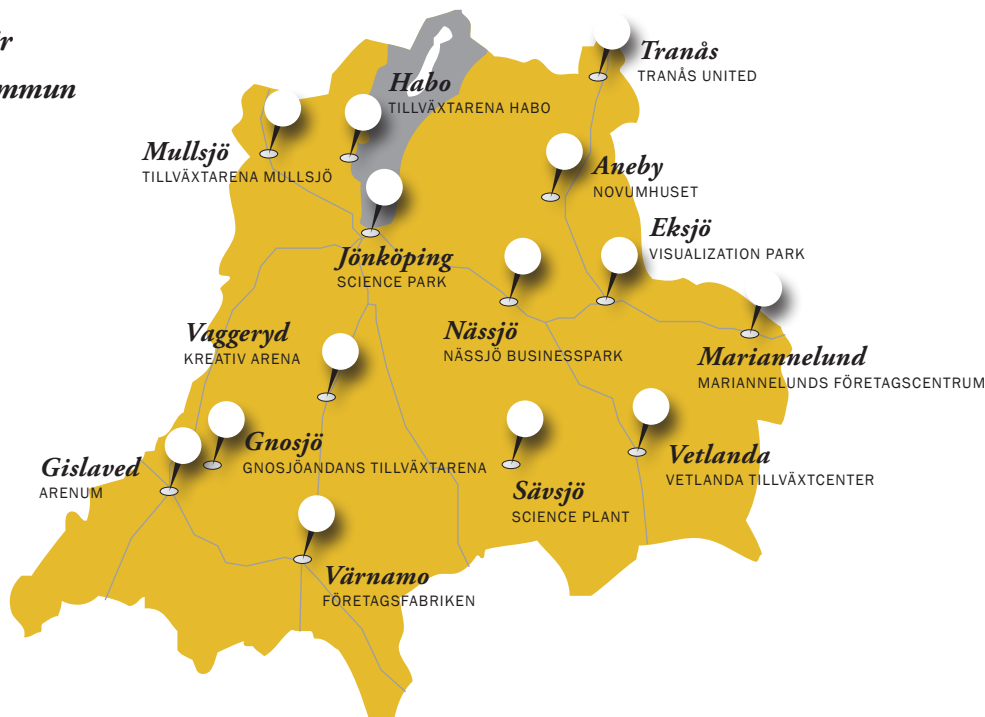 Tranås
TRANÅS UNITED
Habo
TILLVÄXTARENA HABO
Mullsjö
TILLVÄXTARENA MULLSJÖ
Aneby
NOVUMHUSET
Eksjö
VISUALIZATION PARK
Jönköping
SCIENCE PARK
Vaggeryd
KREATIV ARENA
Nässjö
NÄSSJÖ BUSINESSPARK
Mariannelund
MARIANNELUNDS FÖRETAGSCENTRUM
Gnosjö
GNOSJÖANDANS TILLVÄXTARENA
Gislaved
ARENUM
Vetlanda
VETLANDA TILLVÄXTCENTER
Sävsjö
SCIENCE PLANT
Värnamo
FÖRETAGSFABRIKEN